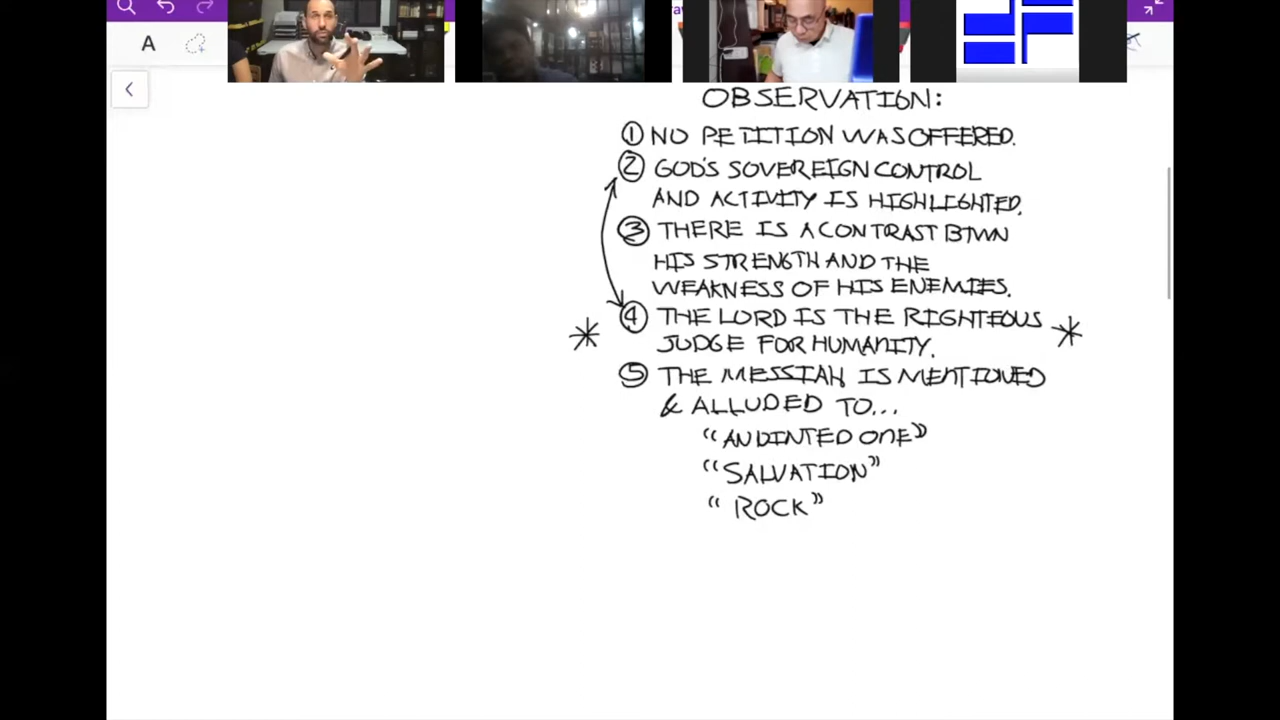 A
OBSERVATION:
① NO PETITION WAS OFFERED.
② GOD'S SOVEREIGN CONTROL
AND ACTIVITY IS HIGHLIGHTED.
③ THERE IS A CONTRAST BTWN
HIS STRENGTH AND THE
WEAKNESS OF HIS ENEMIES.
④ THE LORD IS THE RIGHTEOUS
JUDGE FOR HUMANITY.
⑤ THE MESSIAH IS MENTIONED
& ALLUDED TO...
"ANOINTED ONE"
"SALVATION"
"ROCK"